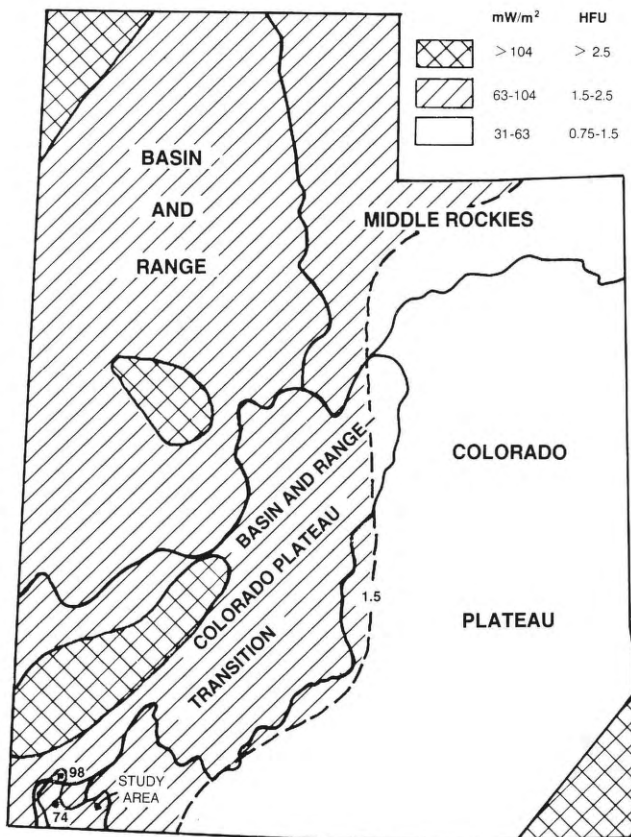 mW/m² HFU
> 104 > 2.5
63-104 1.5-2.5
31-63 0.75-1.5
BASIN
AND
RANGE
MIDDLE ROCKIES
COLORADO
PLATEAU
BASIN AND RANGE
COLORADO PLATEAU
TRANSITION
1.5
98
74
STUDY
AREA